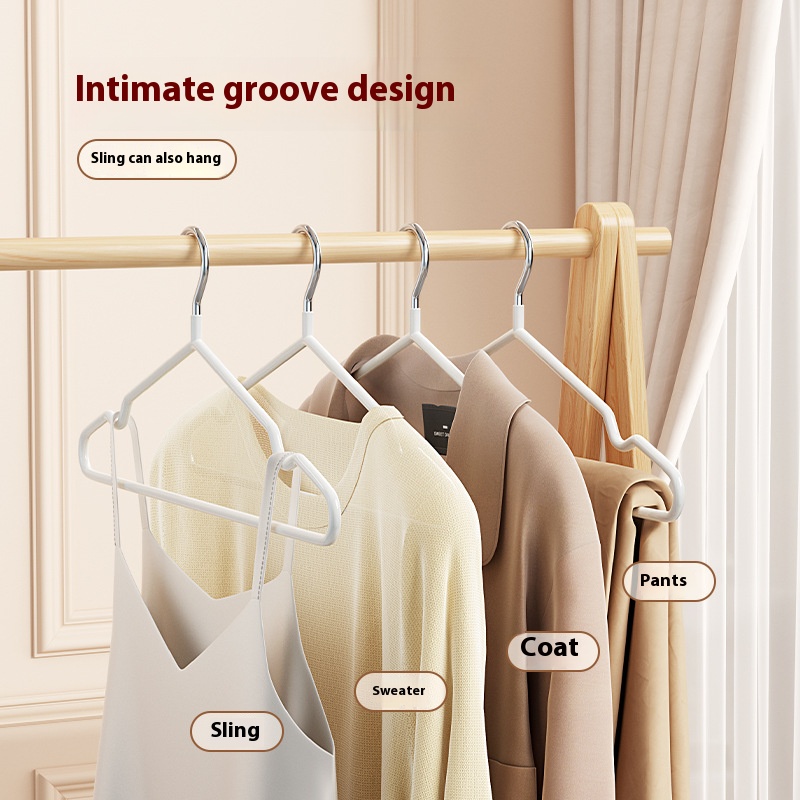 Intimate groove design
Sling can also hang
Pants
Coat
Sweater
Sling